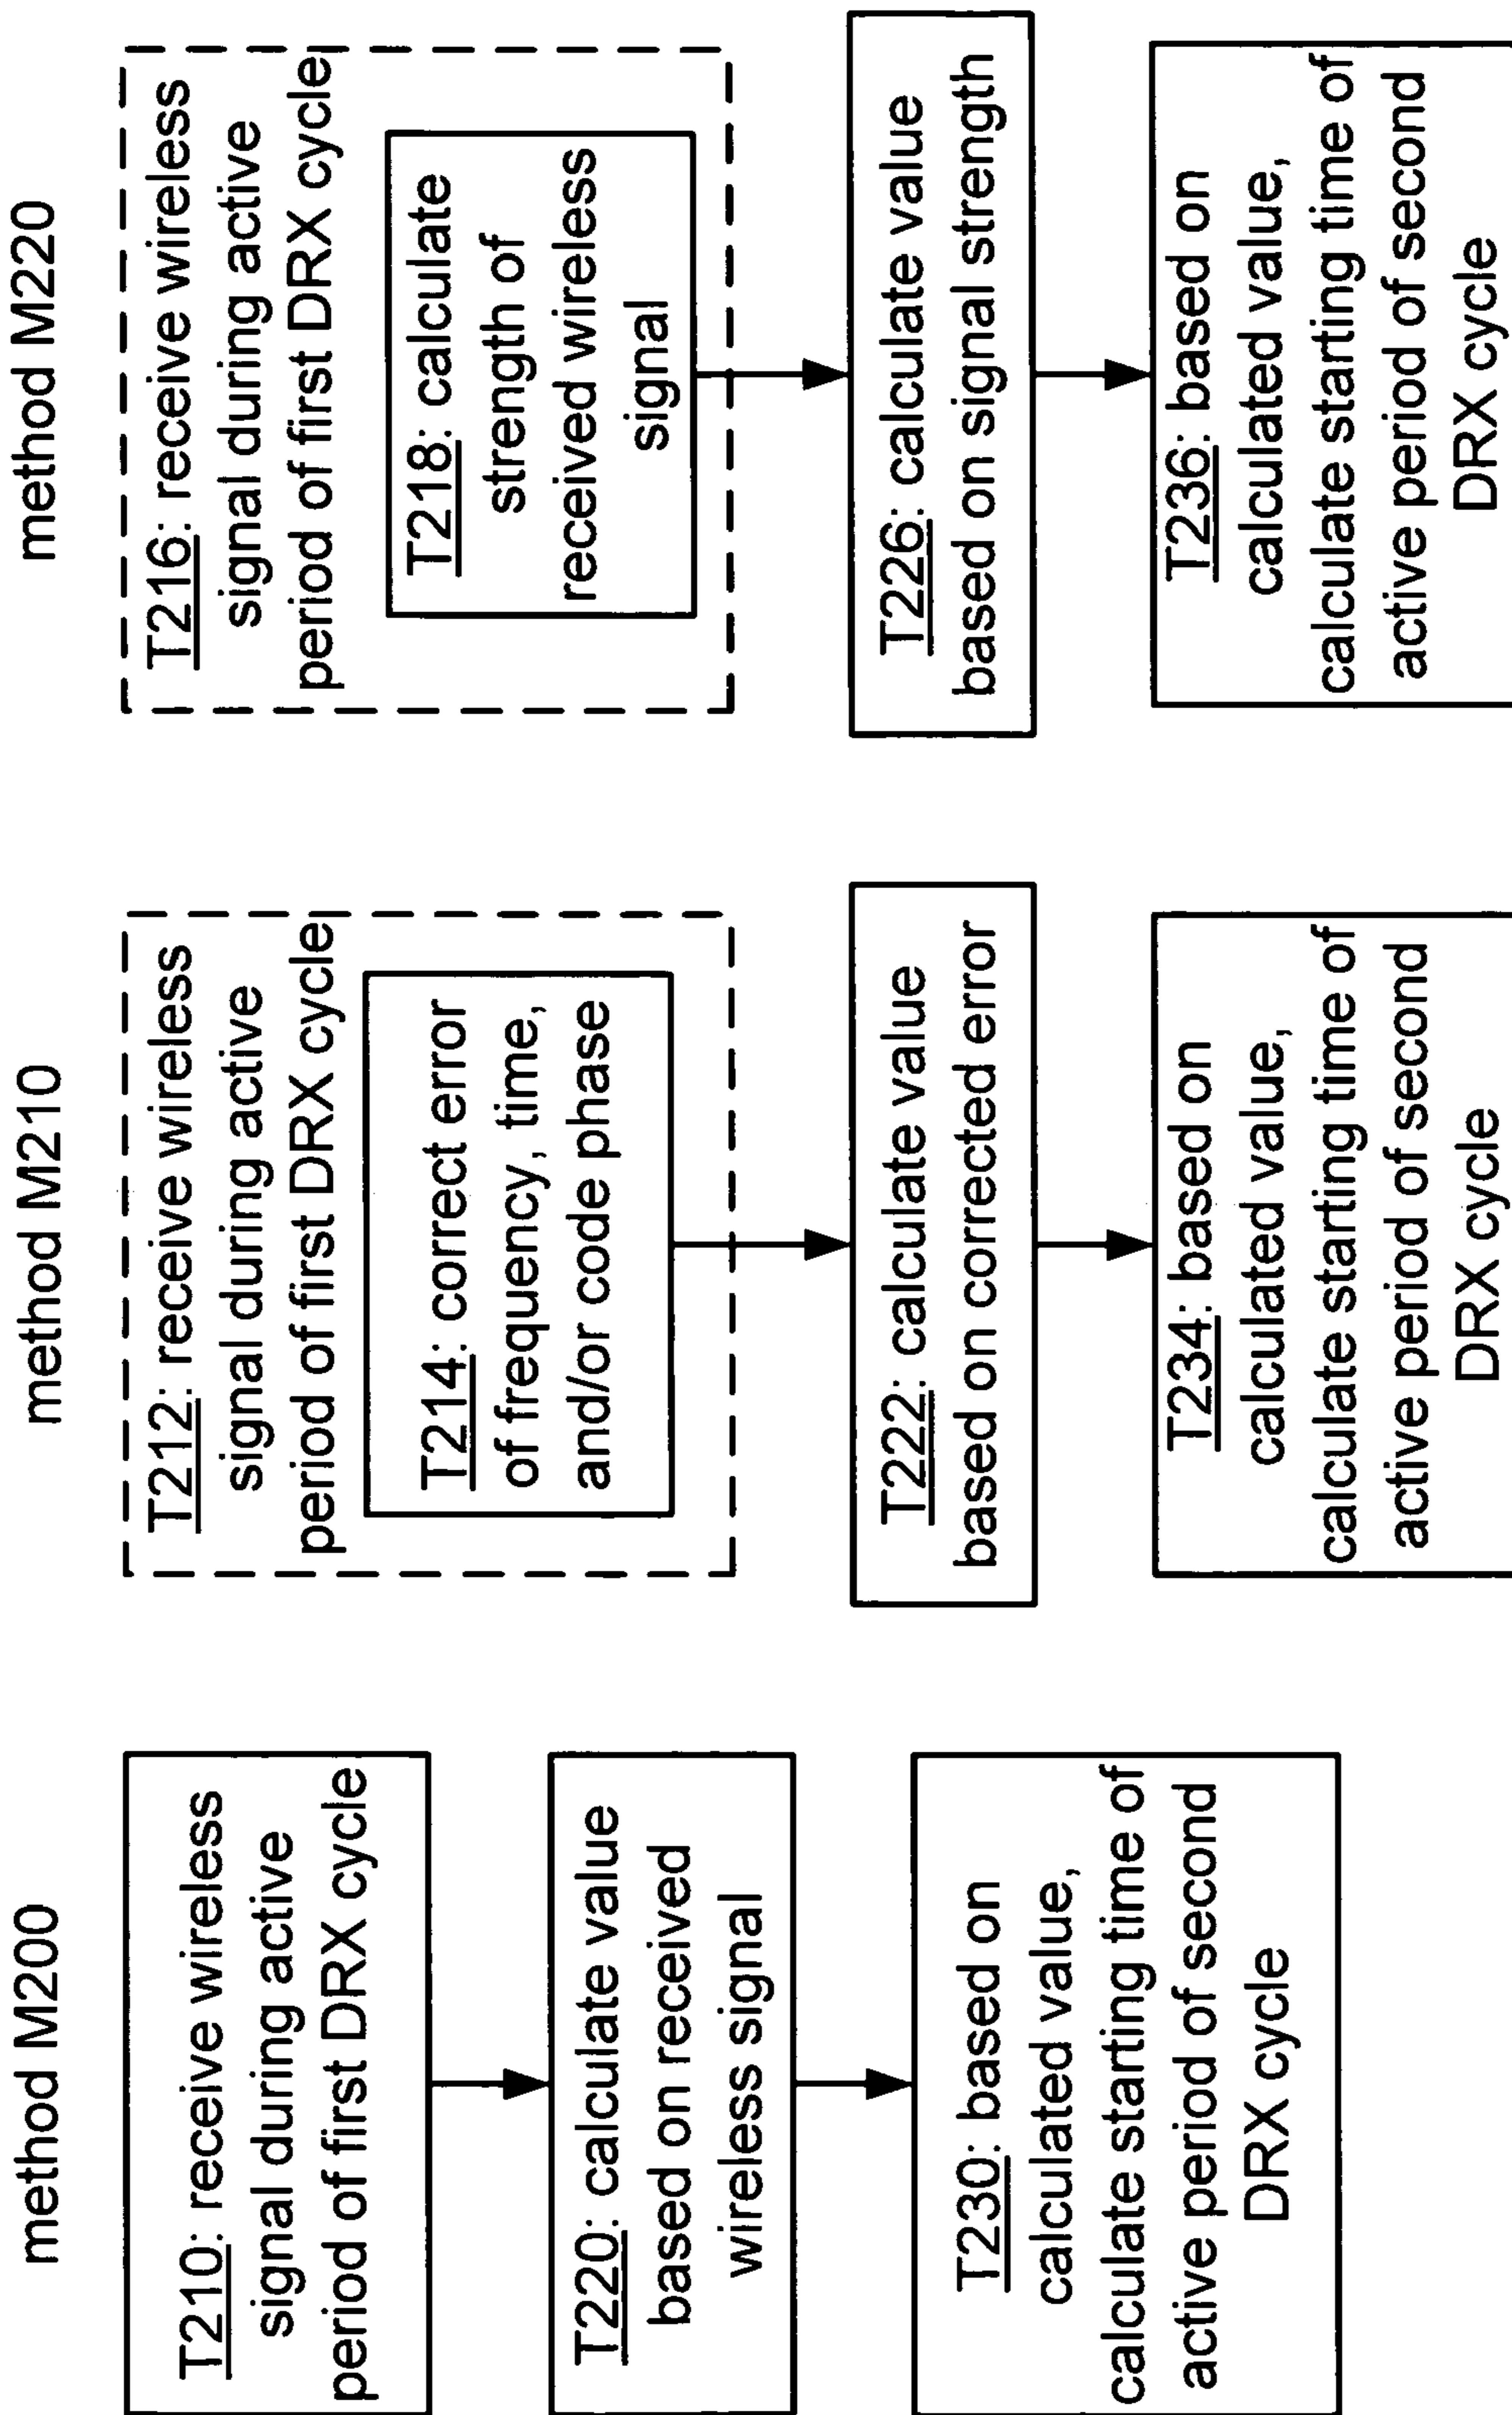 method M200
T210: receive wireless
signal during active
period of first DRX cycle
T220: calculate value
based on received
wireless signal
T230: based on
calculated value,
calculate starting time of
active period of second
DRX cycle
method M210
T212: receive wireless
signal during active
period of first DRX cycle
T214: correct error
of frequency, time,
and/or code phase
T222: calculate value
based on corrected error
T234: based on
calculated value,
calculate starting time of
active period of second
DRX cycle
method M220
T216: receive wireless
signal during active
period of first DRX cycle
T218: calculate
strength of
received wireless
signal
T226: calculate value
based on signal strength
T236: based on
calculated value,
calculate starting time of
active period of second
DRX cycle